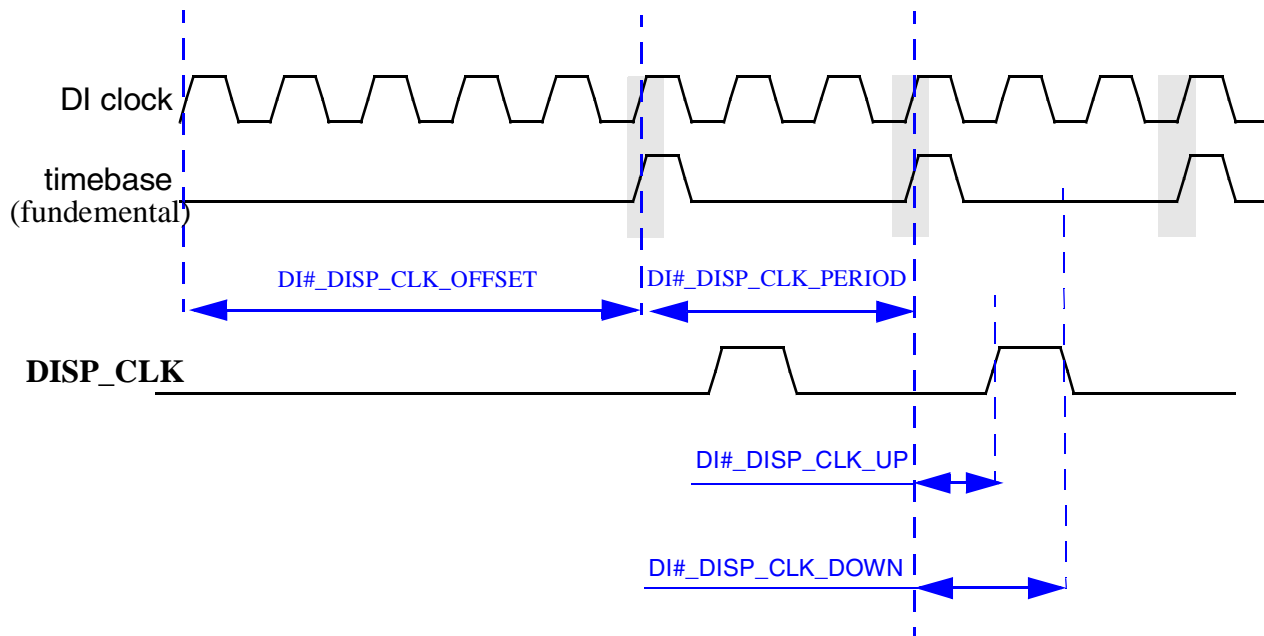 DI clock
timebase
(fundemental)
DI#_DISP_CLK_OFFSET
DI#_DISP_CLK_PERIOD
DISP_CLK
DI#_DISP_CLK_UP
DI#_DISP_CLK_DOWN